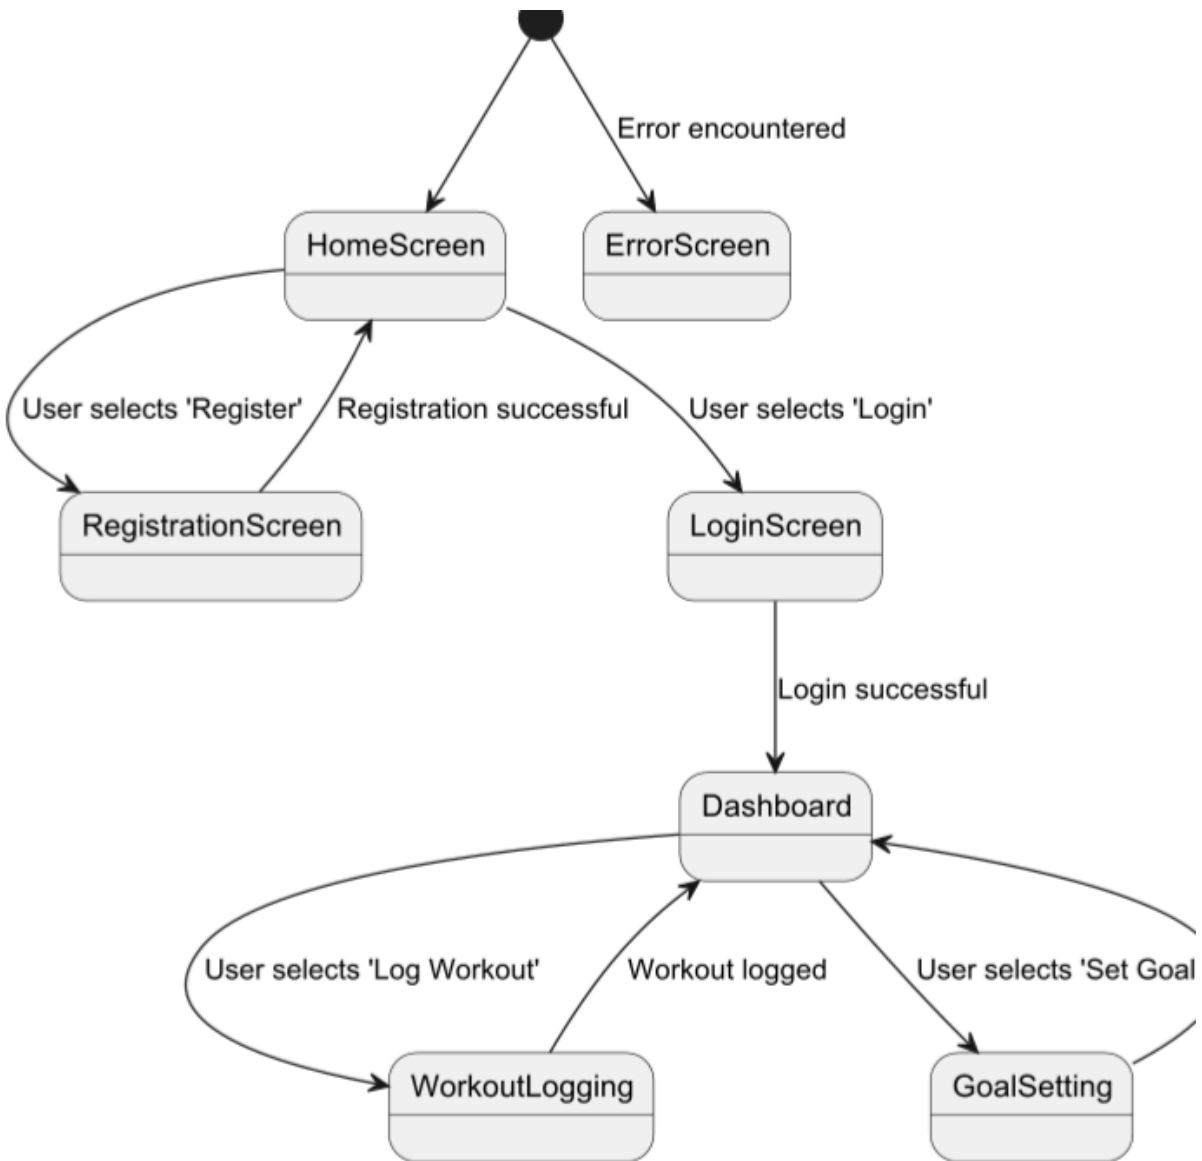 Error encountered
HomeScreen
ErrorScreen
User selects 'Register'
Registration successful
User selects 'Login'
RegistrationScreen
LoginScreen
Login successful
Dashboard
User selects 'Log Workout'
Workout logged
User selects 'Set Goal
WorkoutLogging
GoalSetting